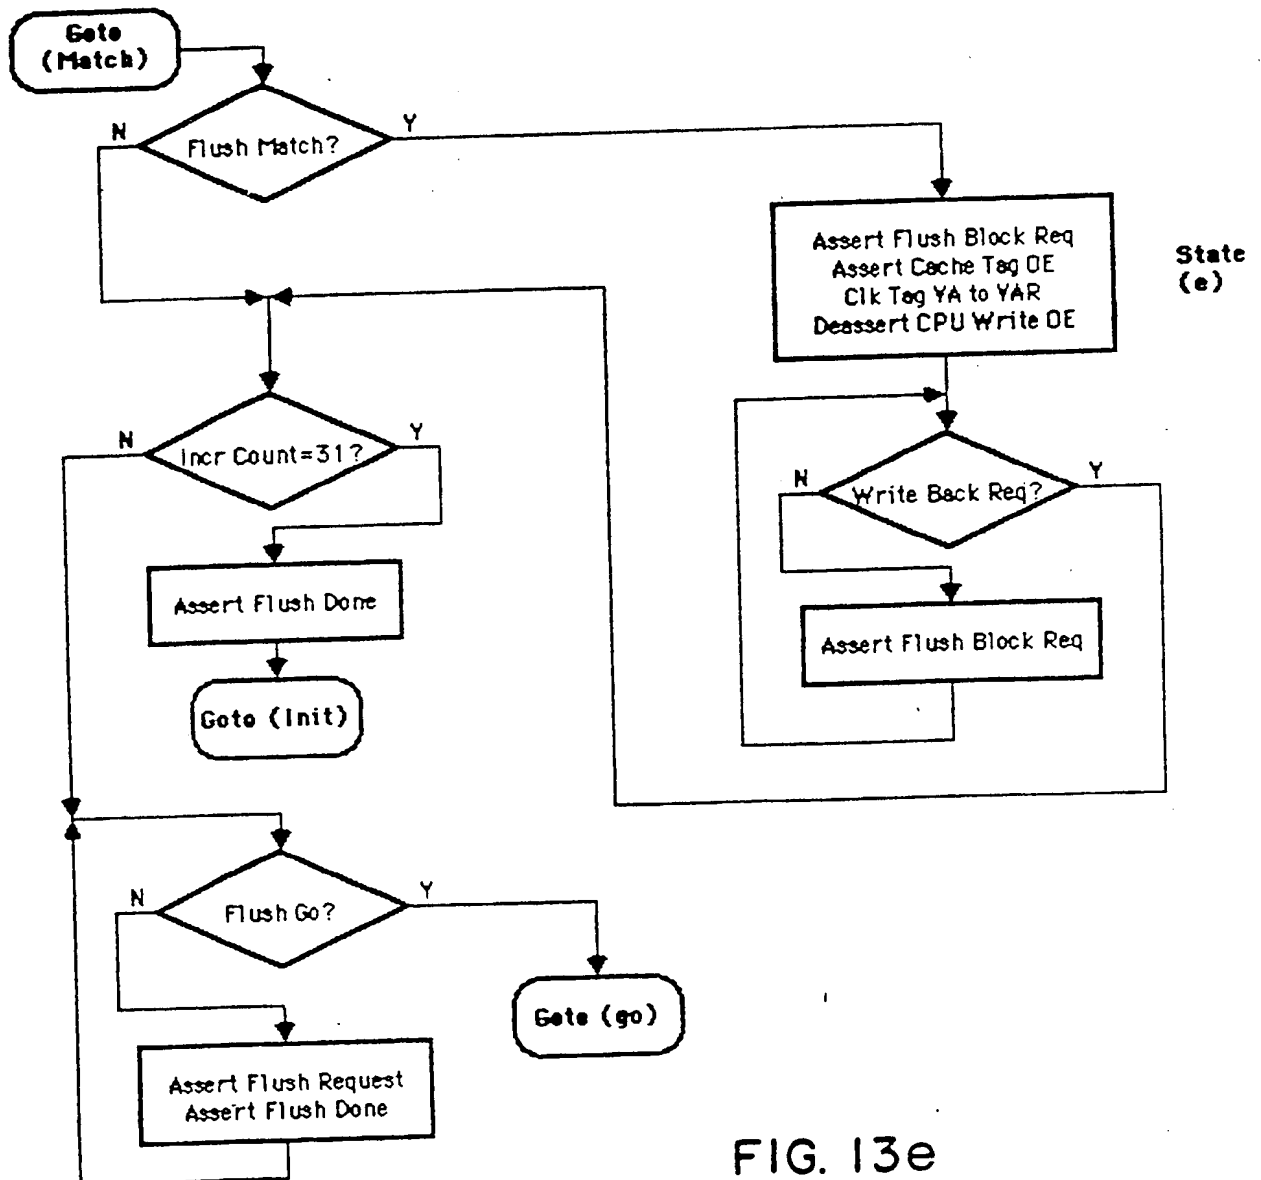 Goto
(Match)
Flush Match?
N
Y
Assert Flush Block Req
Assert Cache Tag OE
Clk Tag VA to VAR
Deassert CPU Write OE
State
(e)
Incr Count=31?
N
Y
Write Back Req?
N
Y
Assert Flush Done
Assert Flush Block Req
Goto (Init)
Flush Go?
N
Y
Goto (go)
Assert Flush Request
Assert Flush Done
FIG. 13e